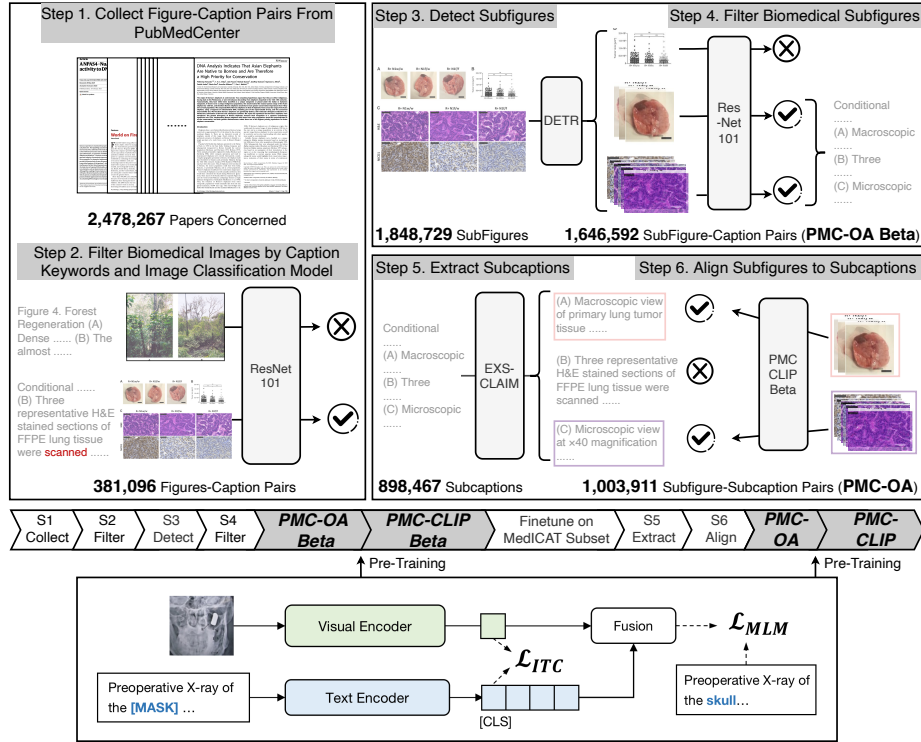 Step 1. Collect Figure-Caption Pairs From
PubMedCenter
DNA Analysis Indicates That Asian Elephants
Are Native to Borneo and Are Therefore
a High Priority for Conservation
World on Fire
......
2,478,267 Papers Concerned
Step 2. Filter Biomedical Images by Caption
Keywords and Image Classification Model
Figure 4. Forest
Regeneration (A)
Dense ...... (B) The
almost ......
Conditional ......
(B) Three
representative H&E
stained sections of
FFPE lung tissue
were scanned ......
ResNet
101
381,096 Figures-Caption Pairs
Step 3. Detect Subfigures
DETR
1,848,729 SubFigures
Step 4. Filter Biomedical Subfigures
Res
-Net
101
Conditional
......
(A) Macroscopic
......
(B) Three
......
(C) Microscopic
......
1,646,592 SubFigure-Caption Pairs (PMC-OA Beta)
Step 5. Extract Subcaptions
Conditional
......
(A) Macroscopic
......
(B) Three
......
(C) Microscopic
......
EXS-
CLAIM
(A) Macroscopic view
of primary lung tumor
tissue ......
(B) Three representative
H&E stained sections of
FFPE lung tissue were
scanned ......
(C) Microscopic view
at ×40 magnification
......
898,467 Subcaptions
Step 6. Align Subfigures to Subcaptions
PMC
CLIP
Beta
1,003,911 Subfigure-Subcaption Pairs (PMC-OA)
S1
Collect
S2
Filter
S3
Detect
S4
Filter
PMC-OA
Beta
PMC-CLIP
Beta
Finetune on
MedICAT Subset
S5
Extract
S6
Align
PMC-
OA
PMC-
CLIP
Pre-Training
Pre-Training
Visual Encoder
Fusion
ℒMLM
ℒITC
Preoperative X-ray of
the [MASK] ...
Text Encoder
[CLS]
Preoperative X-ray of
the skull...